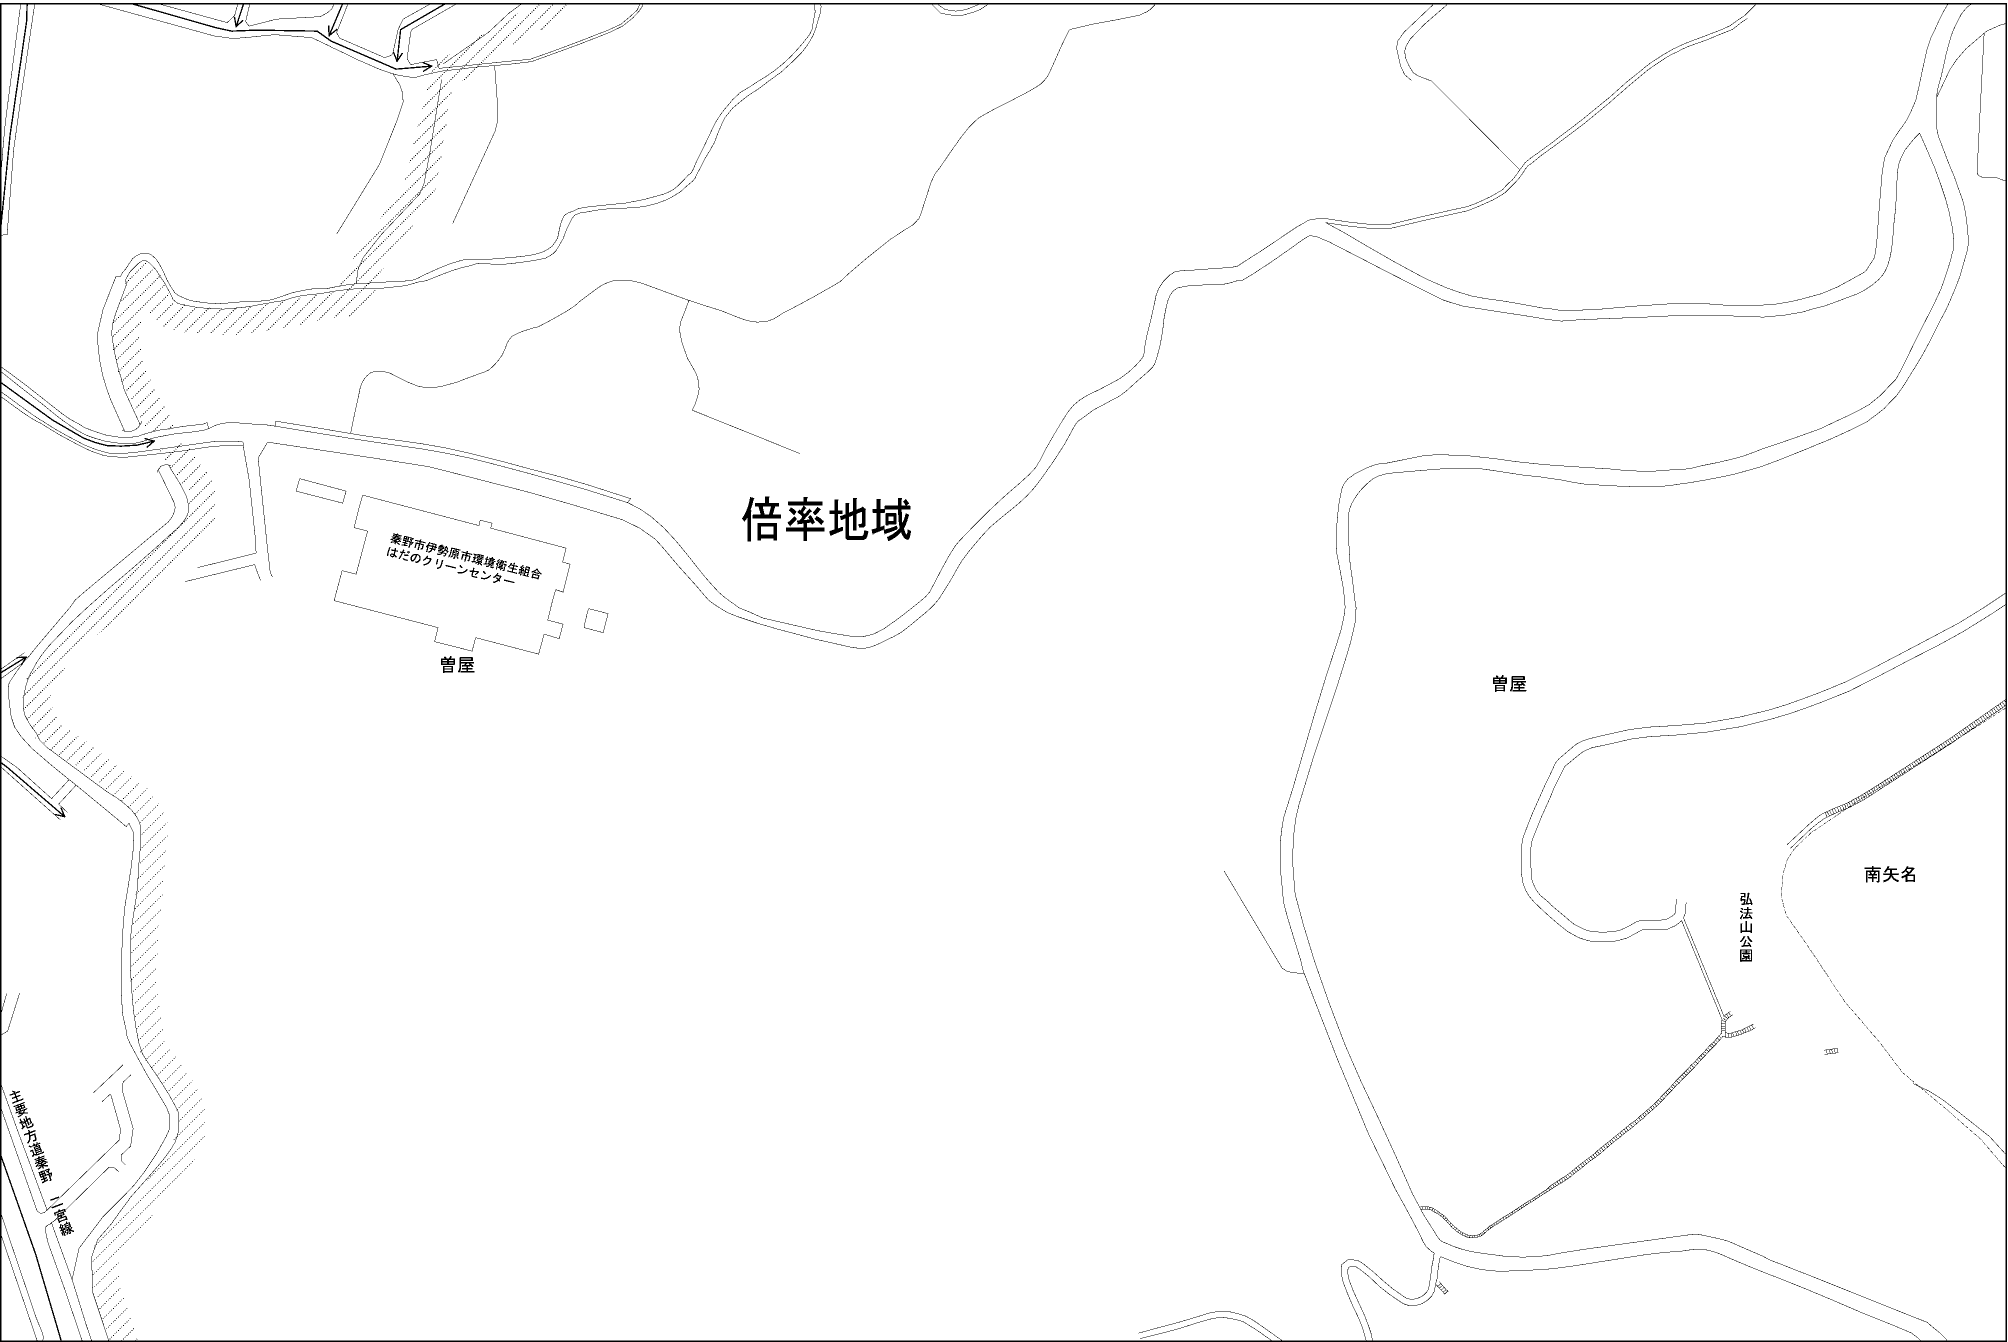 倍率地域
秦野市伊勢原市環境衛生組合
はだのクリーンセンター
曽屋
曽屋
南矢名
弘法山公園
主要地方道秦野 二宮線